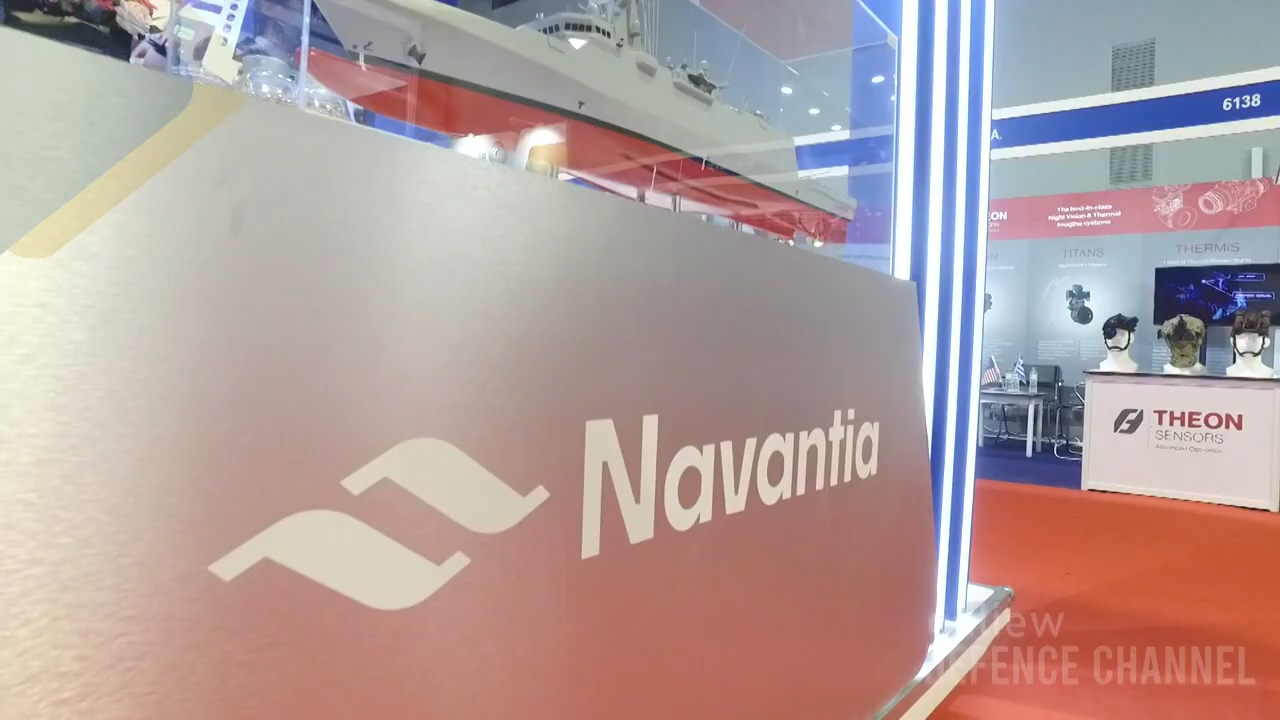 6138
A,
EON
The best-in-class
Night Vision & Thermal
Imaging systems
TITANS
THERMIS
Navantia
THEON
SENSORS
Advanced Optronics
DEFENCE CHANNEL